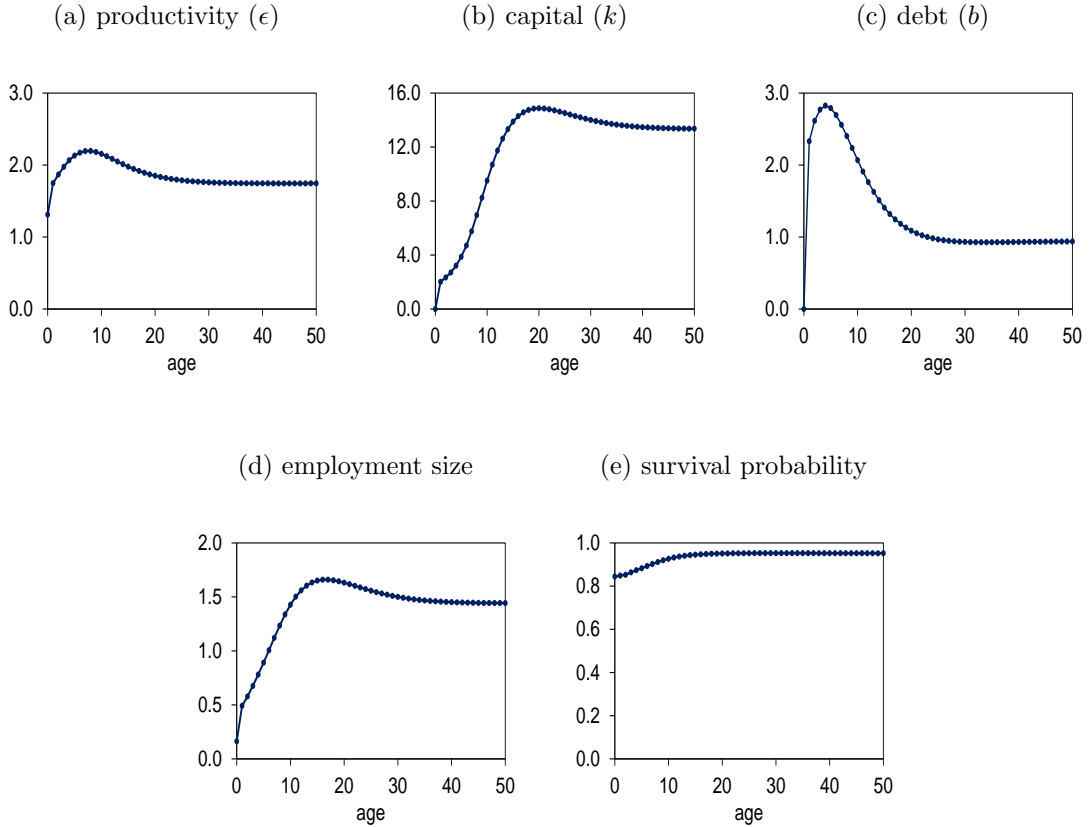 (a) productivity (ϵ)
3.0
2.0
1.0
0.0
0 10 20 30 40 50
age
(b) capital (k)
16.0
12.0
8.0
4.0
0.0
0 10 20 30 40 50
age
(c) debt (b)
3.0
2.0
1.0
0.0
0 10 20 30 40 50
age
(d) employment size
2.0
1.5
1.0
0.5
0.0
0 10 20 30 40 50
age
(e) survival probability
1.0
0.8
0.6
0.4
0.2
0.0
0 10 20 30 40 50
age